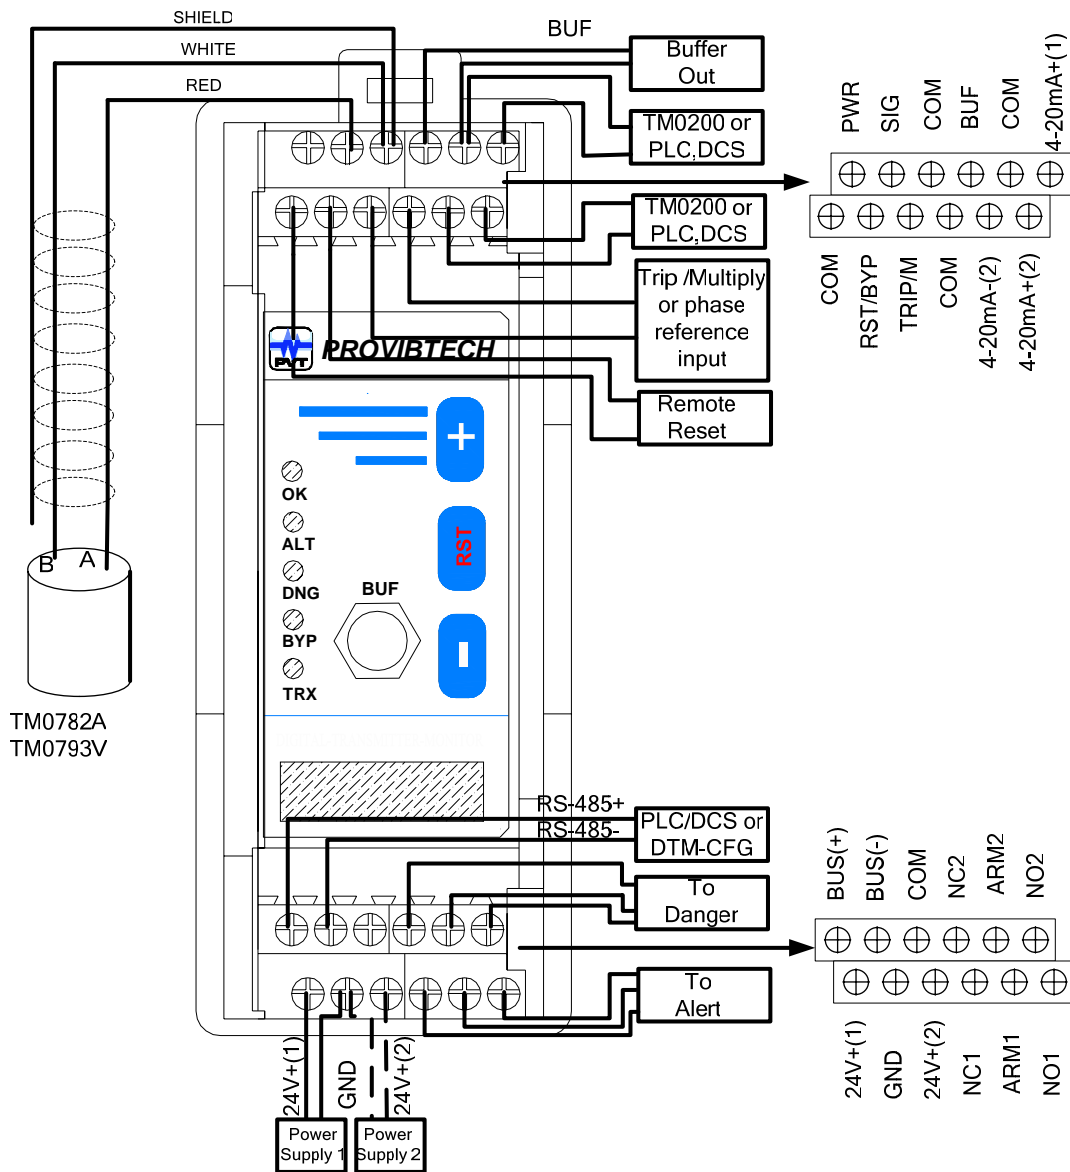 SHIELD
WHITE
RED
BUF
Buffer
Out
TM0200 or
PLC,DCS
TM0200 or
PLC,DCS
Trip /Multiply
or phase
reference
input
Remote
Reset
PWR
SIG
COM
BUF
COM
4-20mA+(1)
COM
RST/BYP
TRIP/M
COM
4-20mA-(2)
4-20mA+(2)
PVT
PROVIBTECH
+
OK
ALT
DNG
BYP
TRX
BUF
RST
-
B
A
TM0782A
TM0793V
RS-485+
RS-485-
PLC/DCS or
DTM-CFG
To
Danger
To
Alert
BUS(+)
BUS(-)
COM
NC2
ARM2
NO2
24V+(1)
GND
24V+(2)
NC1
ARM1
NO1
24V+(1)
GND
24V+(2)
Power
Supply 1
Power
Supply 2